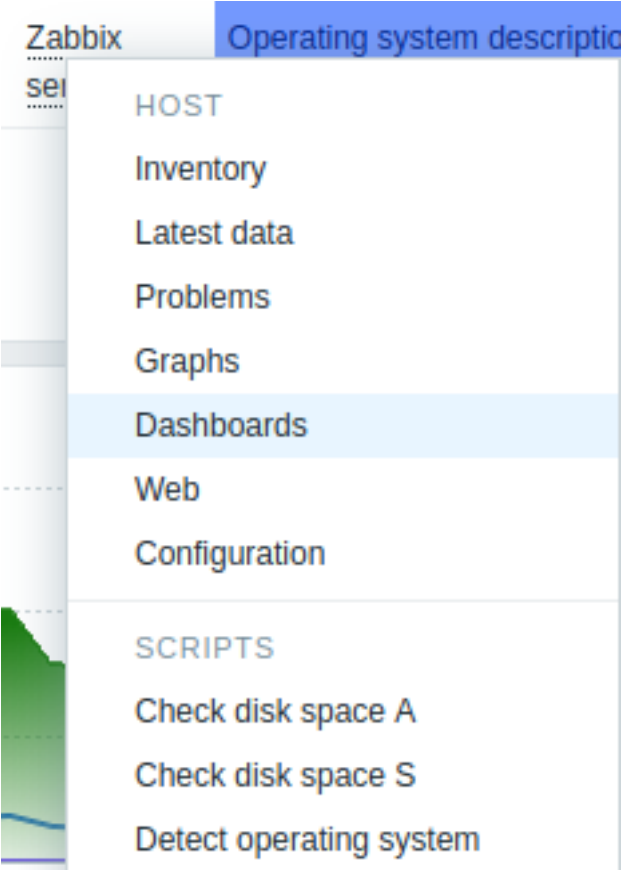 Zabbix
Operating system descriptio
ser
HOST
Inventory
Latest data
Problems
Graphs
Dashboards
Web
Configuration
SCRIPTS
Check disk space A
Check disk space S
Detect operating system